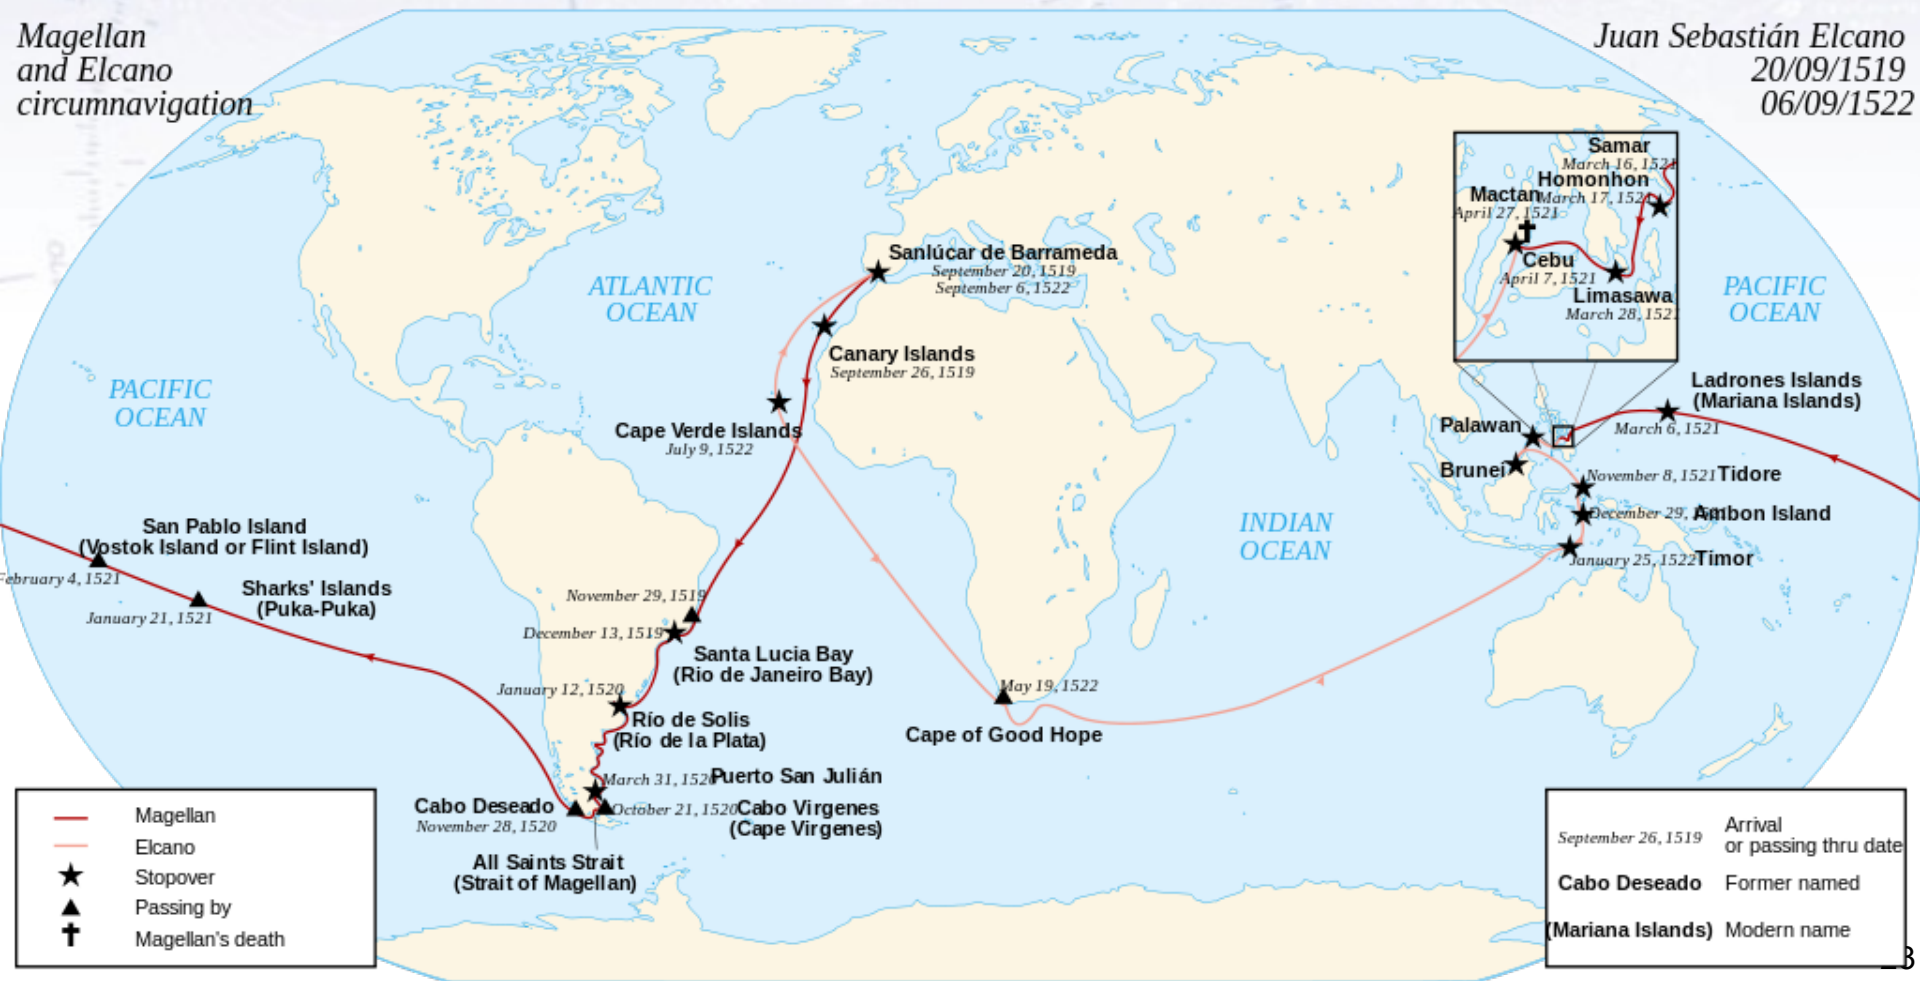 Magellan
and Elcano
circumnavigation
Juan Sebastián Elcano
20/09/1519
06/09/1522
Samar
March 16, 1521
Homonhon
March 17, 1521
Mactan
April 27, 1521
Cebu
April 7, 1521
Limasawa
March 28, 1521
Sanlúcar de Barrameda
September 20, 1519
September 6, 1522
ATLANTIC
OCEAN
PACIFIC
OCEAN
Canary Islands
September 26, 1519
PACIFIC
OCEAN
Ladrones Islands
(Mariana Islands)
March 6, 1521
Cape Verde Islands
July 9, 1522
Palawan
Brunei
November 8, 1521 Tidore
December 29, Ambon Island
January 25, 1522 Timor
INDIAN
OCEAN
San Pablo Island
(Vostok Island or Flint Island)
February 4, 1521
Sharks' Islands
(Puka-Puka)
January 21, 1521
November 29, 1519
December 13, 1519
Santa Lucia Bay
(Rio de Janeiro Bay)
January 12, 1520
Río de Solis
(Río de la Plata)
May 19, 1522
Cape of Good Hope
March 31, 1520 Puerto San Julián
October 21, 1520 Cabo Virgenes
(Cape Virgenes)
Cabo Deseado
November 28, 1520
All Saints Strait
(Strait of Magellan)
Magellan
Elcano
Stopover
Passing by
Magellan's death
September 26, 1519 Arrival
or passing thru date
Cabo Deseado Former named
(Mariana Islands) Modern name